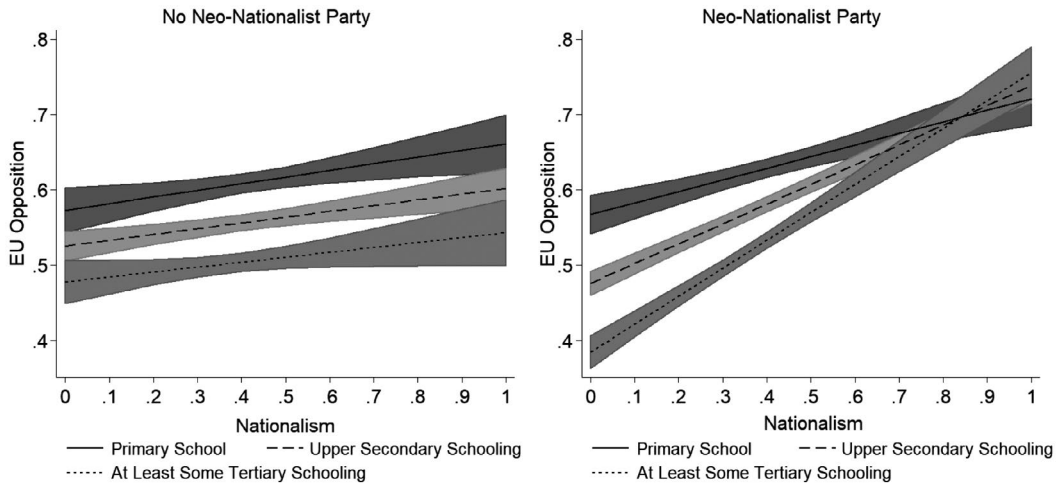 No Neo-Nationalist Party
.8
.7
.6
.5
.4
EU Opposition
0 .1 .2 .3 .4 .5 .6 .7 .8 .9 1
Nationalism
Primary School
Upper Secondary Schooling
At Least Some Tertiary Schooling
Neo-Nationalist Party
.8
.7
.6
.5
.4
EU Opposition
0 .1 .2 .3 .4 .5 .6 .7 .8 .9 1
Nationalism
Primary School
Upper Secondary Schooling
At Least Some Tertiary Schooling